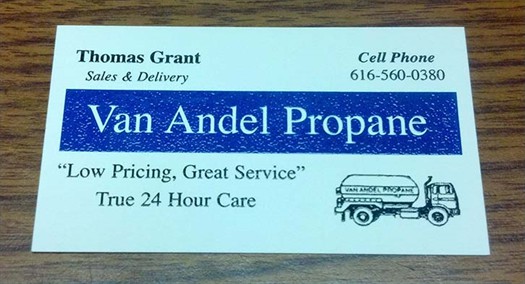 Thomas Grant
Sales & Delivery
Cell Phone
616-560-0380
Van Andel Propane
“Low Pricing, Great Service”
True 24 Hour Care
VAN ANDEL PROPANE